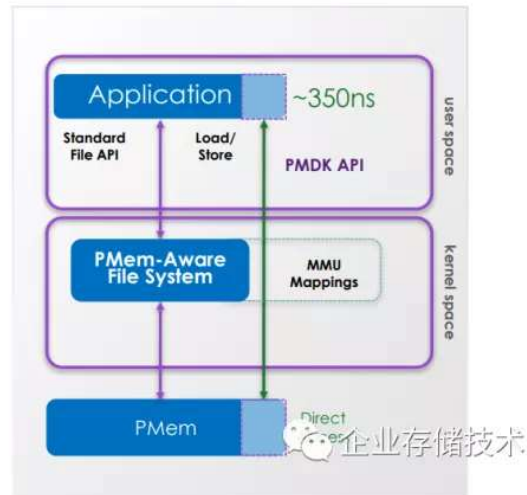 Application
~350ns
Standard
File API
Load/
Store
PMDK API
user space
PMem-Aware
File System
MMU
Mappings
kernel space
PMem
Direct
企业存储技术